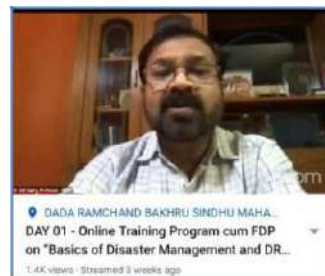 om
DADA RAMCHAND BAKHRU SINDHU MAHA...
DAY 01 - Online Training Program cum FDP
on "Basics of Disaster Management and DR...
1.4K views · Streamed 3 weeks ago